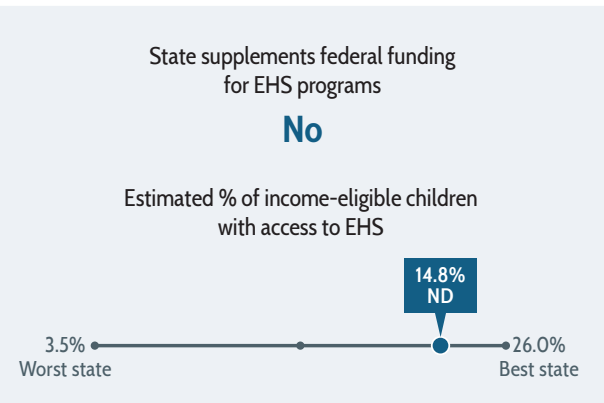 State supplements federal funding
for EHS programs
No
Estimated % of income-eligible children
with access to EHS
14.8%
ND
3.5%
Worst state
26.0%
Best state